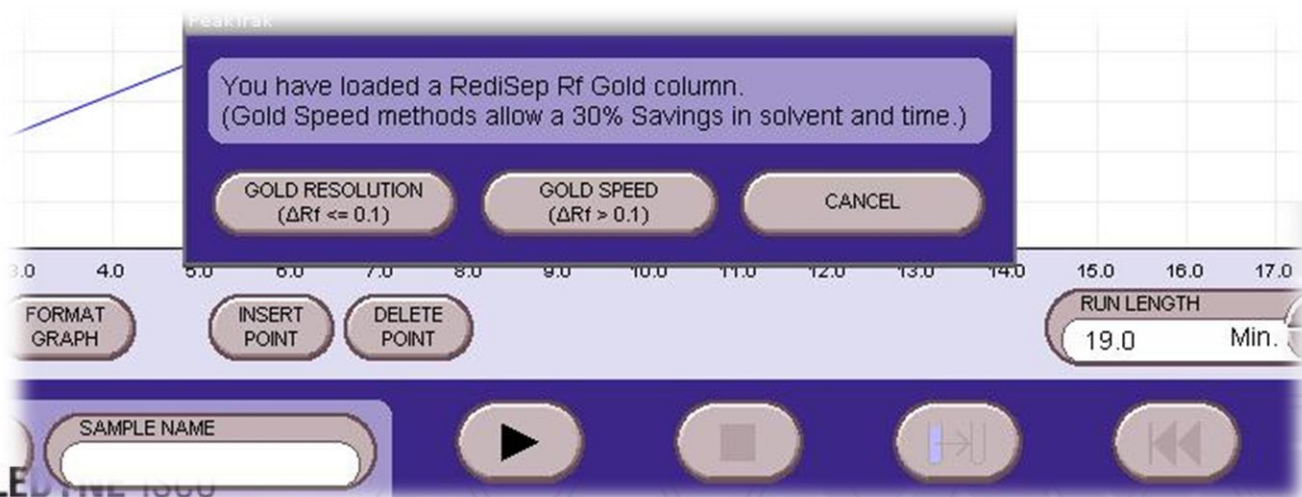 PeakTrak
You have loaded a RediSep Rf Gold column.
(Gold Speed methods allow a 30% Savings in solvent and time.)
GOLD RESOLUTION
(ΔRf <= 0.1)
GOLD SPEED
(ΔRf > 0.1)
CANCEL
3.0 4.0 5.0 6.0 7.0 8.0 9.0 10.0 11.0 12.0 13.0 14.0 15.0 16.0 17.0
FORMAT
GRAPH
INSERT
POINT
DELETE
POINT
RUN LENGTH
19.0 Min.
SAMPLE NAME